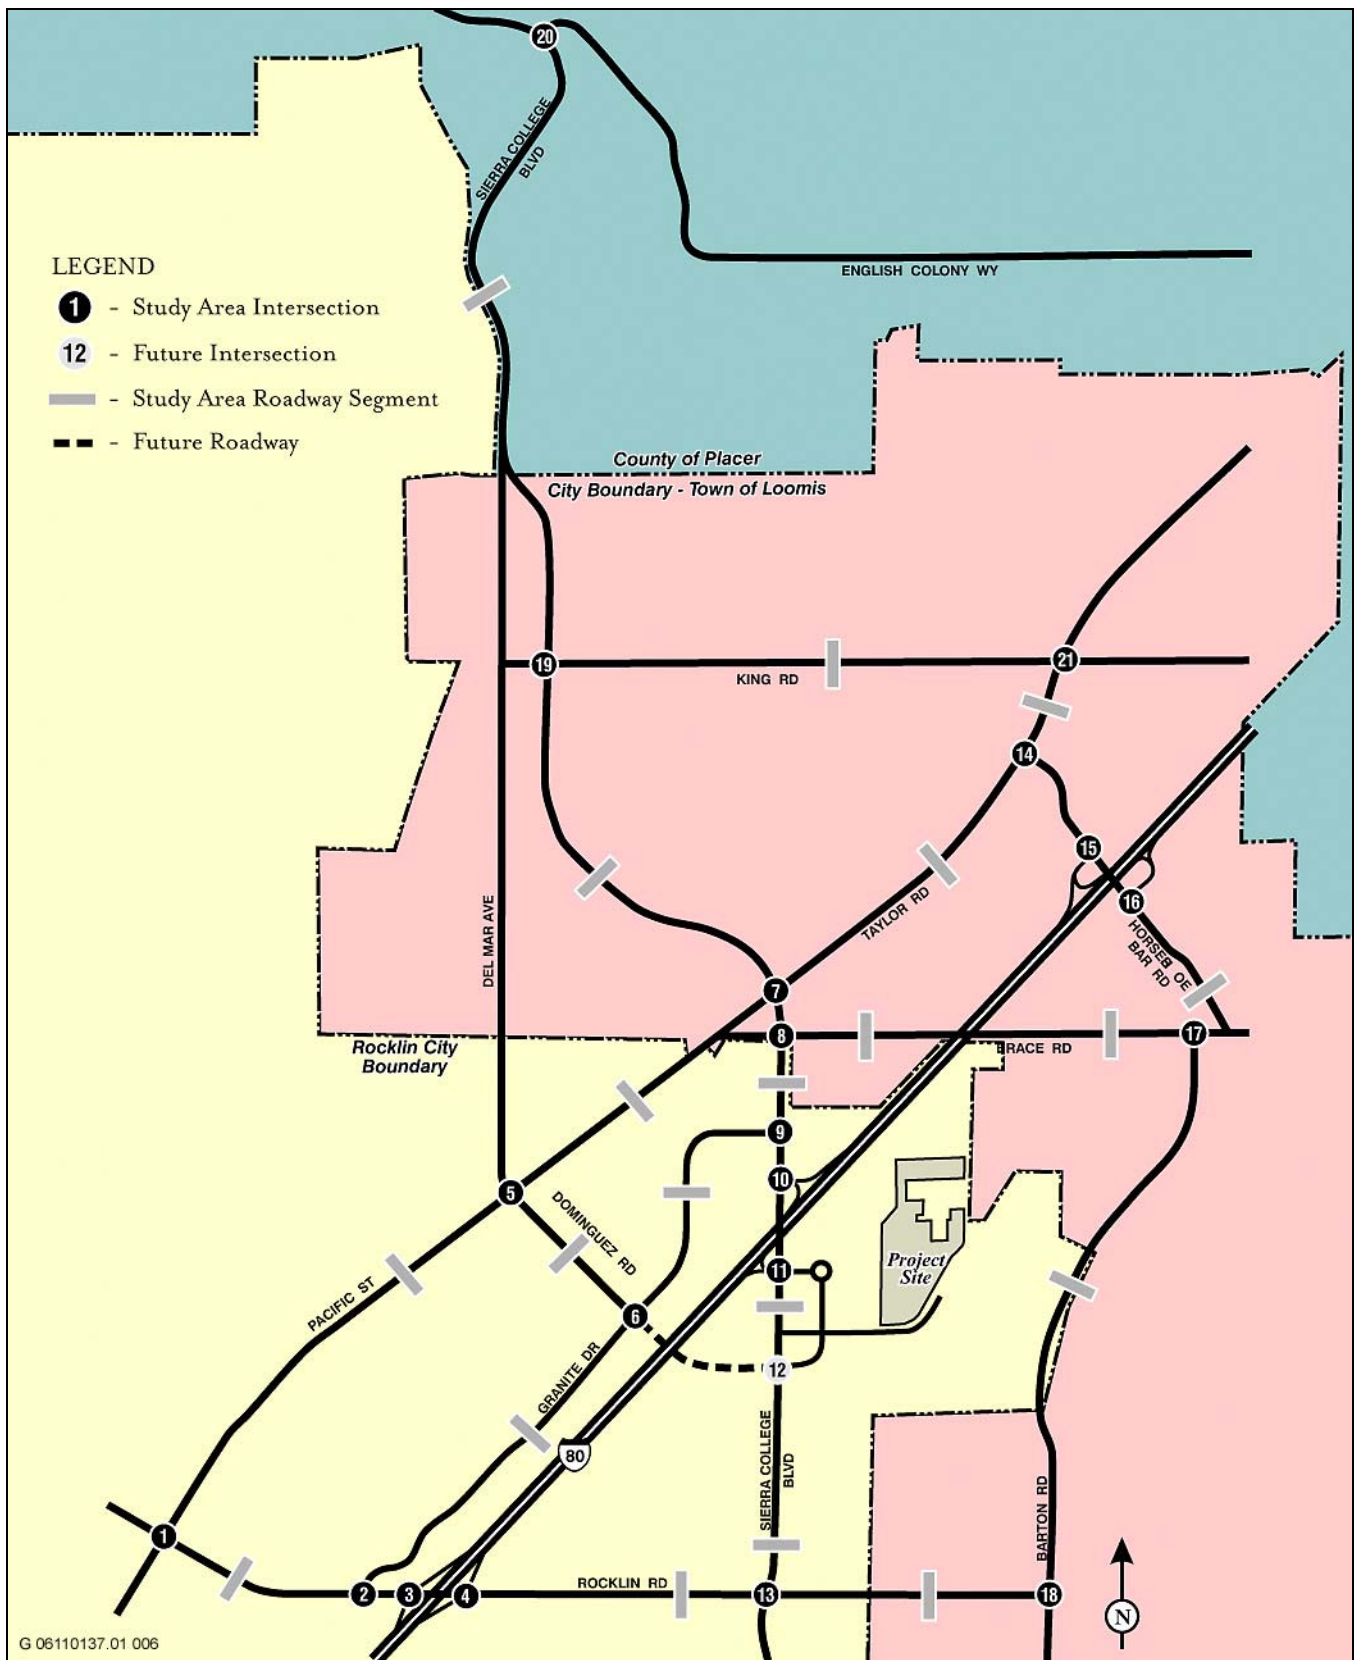 20
SIERRA COLLEGE
BLVD
ENGLISH COLONY WY
LEGEND
1 - Study Area Intersection
12 - Future Intersection
- Study Area Roadway Segment
- Future Roadway
County of Placer
City Boundary - Town of Loomis
19
21
KING RD
14
15
16
TAYLOR RD
DEL MAR AVE
HORSEB OE
BAR RD
7
8
17
BRACE RD
Rocklin City
Boundary
9
10
5
DOMINGUEZ RD
11
Project
Site
PACIFIC ST
6
12
GRANITE DR
80
SIERRA COLLEGE
BLVD
BARTON RD
1
2
3
4
ROCKLIN RD
13
18
N
G 06110137.01 006